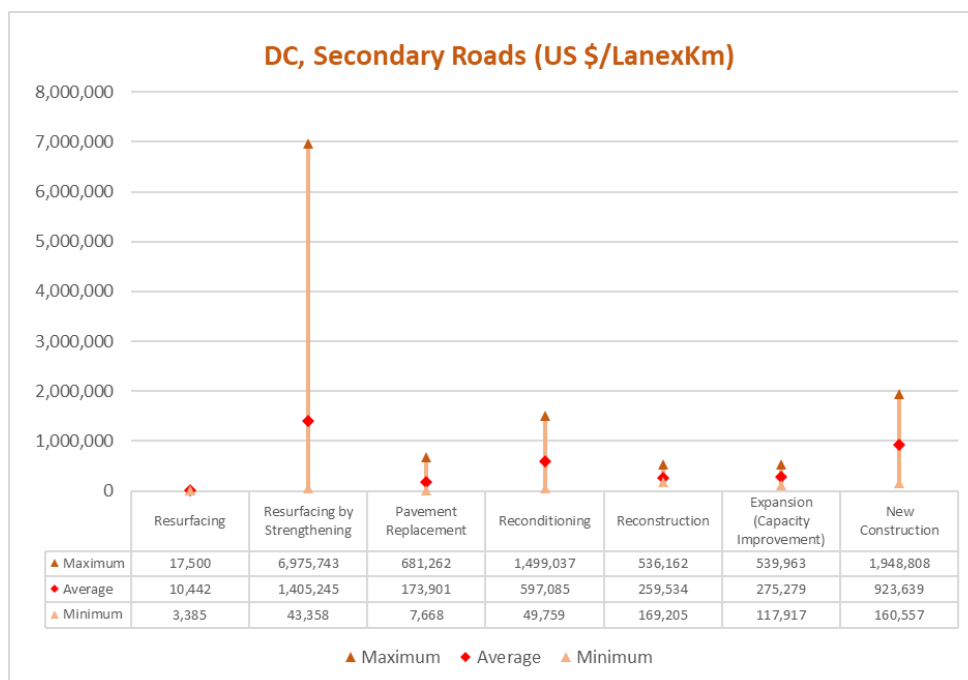 DC, Secondary Roads (US $/LanexKm)
8,000,000
7,000,000
6,000,000
5,000,000
4,000,000
3,000,000
2,000,000
1,000,000
0
Resurfacing
Resurfacing by
Strengthening
Pavement
Replacement
Reconditioning
Reconstruction
Expansion
(Capacity
Improvement)
New
Construction
Maximum 17,500 6,975,743 681,262 1,499,037 536,162 539,963 1,948,808
Average 10,442 1,405,245 173,901 597,085 259,534 275,279 923,639
Minimum 3,385 43,358 7,668 49,759 169,205 117,917 160,557
Maximum Average Minimum